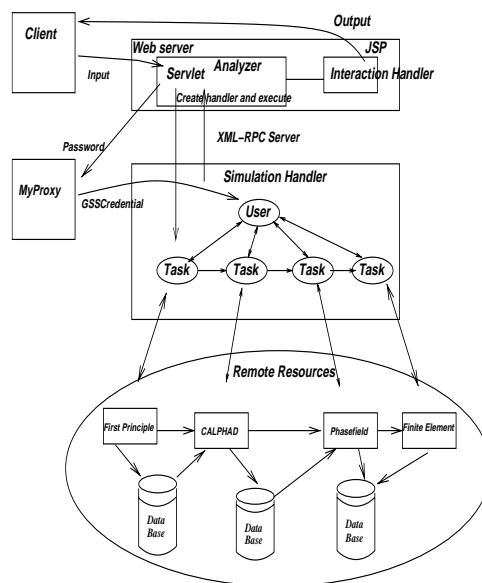 Output
Client
Web server
JSP
Analyzer
Servlet
Interaction Handler
Input
Create handler and execute
XML-RPC Server
Password
Simulation Handler
MyProxy
GSSCredential
User
Task
Task
Task
Task
Remote Resources
First Principle
CALPHAD
Phasefield
Finite Element
Data
Base
Data
Base
Data
Base